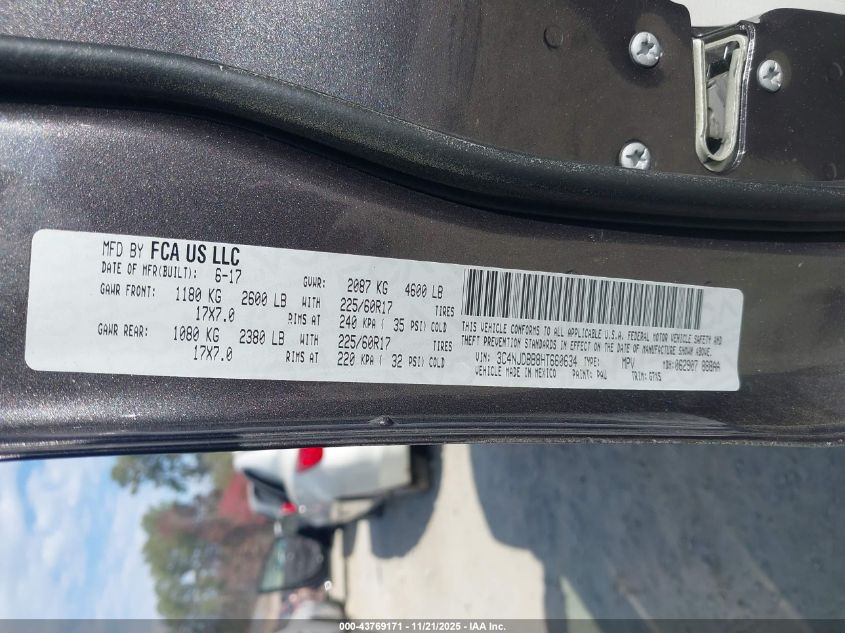 MFD BY FCA US LLC
DATE OF MFR(BUILT): 6-17 GVWR: 2087 KG 4600 LB
GAWR FRONT: 1180 KG 2600 LB WITH 225/60R17 TIRES
17X7.0 RIMS AT 240 KPA ( 35 PSI) COLD
GAWR REAR: 1080 KG 2380 LB WITH 225/60R17 TIRES
17X7.0 RIMS AT 220 KPA ( 32 PSI) COLD
THIS VEHICLE CONFORMS TO ALL APPLICABLE U.S.A. FEDERAL MOTOR VEHICLE SAFETY AND
THEFT PREVENTION STANDARDS IN EFFECT ON THE DATE OF MANUFACTURE SHOWN ABOVE.
VIN: 3C4NJDBB8HT660634 TYPE: MPV MDH: 062907 888AA
VEHICLE MADE IN MEXICO PAINT: PAU TRIM: G7X5
000-43769171 - 11/21/2025 - IAA Inc.